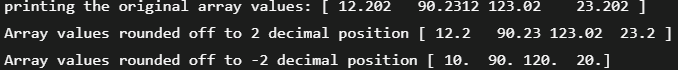 printing the original array values: [ 12.202   90.2312 123.02    23.202 ]
Array values rounded off to 2 decimal position [ 12.2   90.23 123.02  23.2 ]
Array values rounded off to -2 decimal position [ 10.  90. 120.  20.]